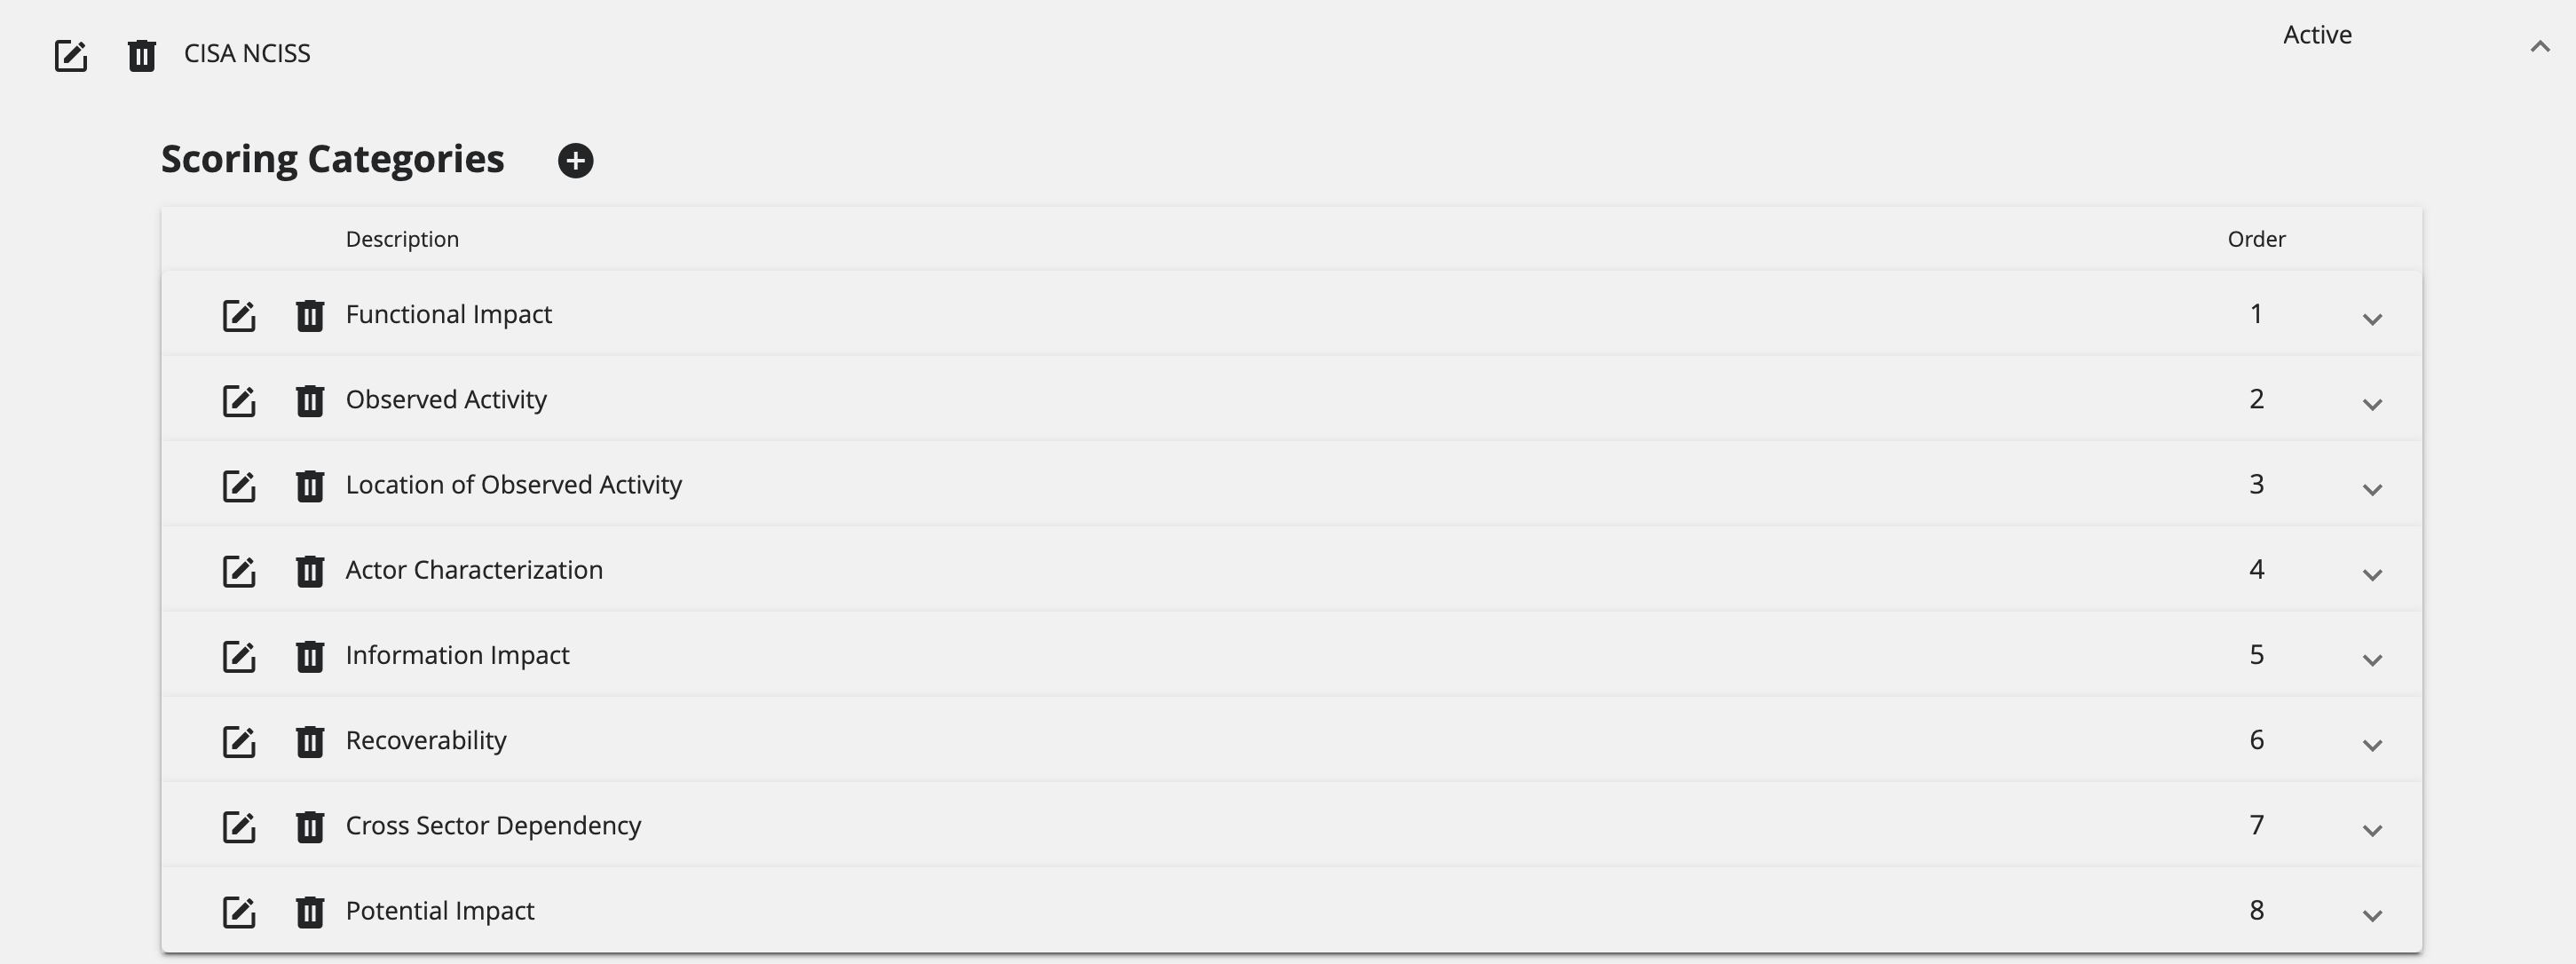 CISA NCISS Active
Scoring Categories
Description Order
Functional Impact 1
Observed Activity 2
Location of Observed Activity 3
Actor Characterization 4
Information Impact 5
Recoverability 6
Cross Sector Dependency 7
Potential Impact 8